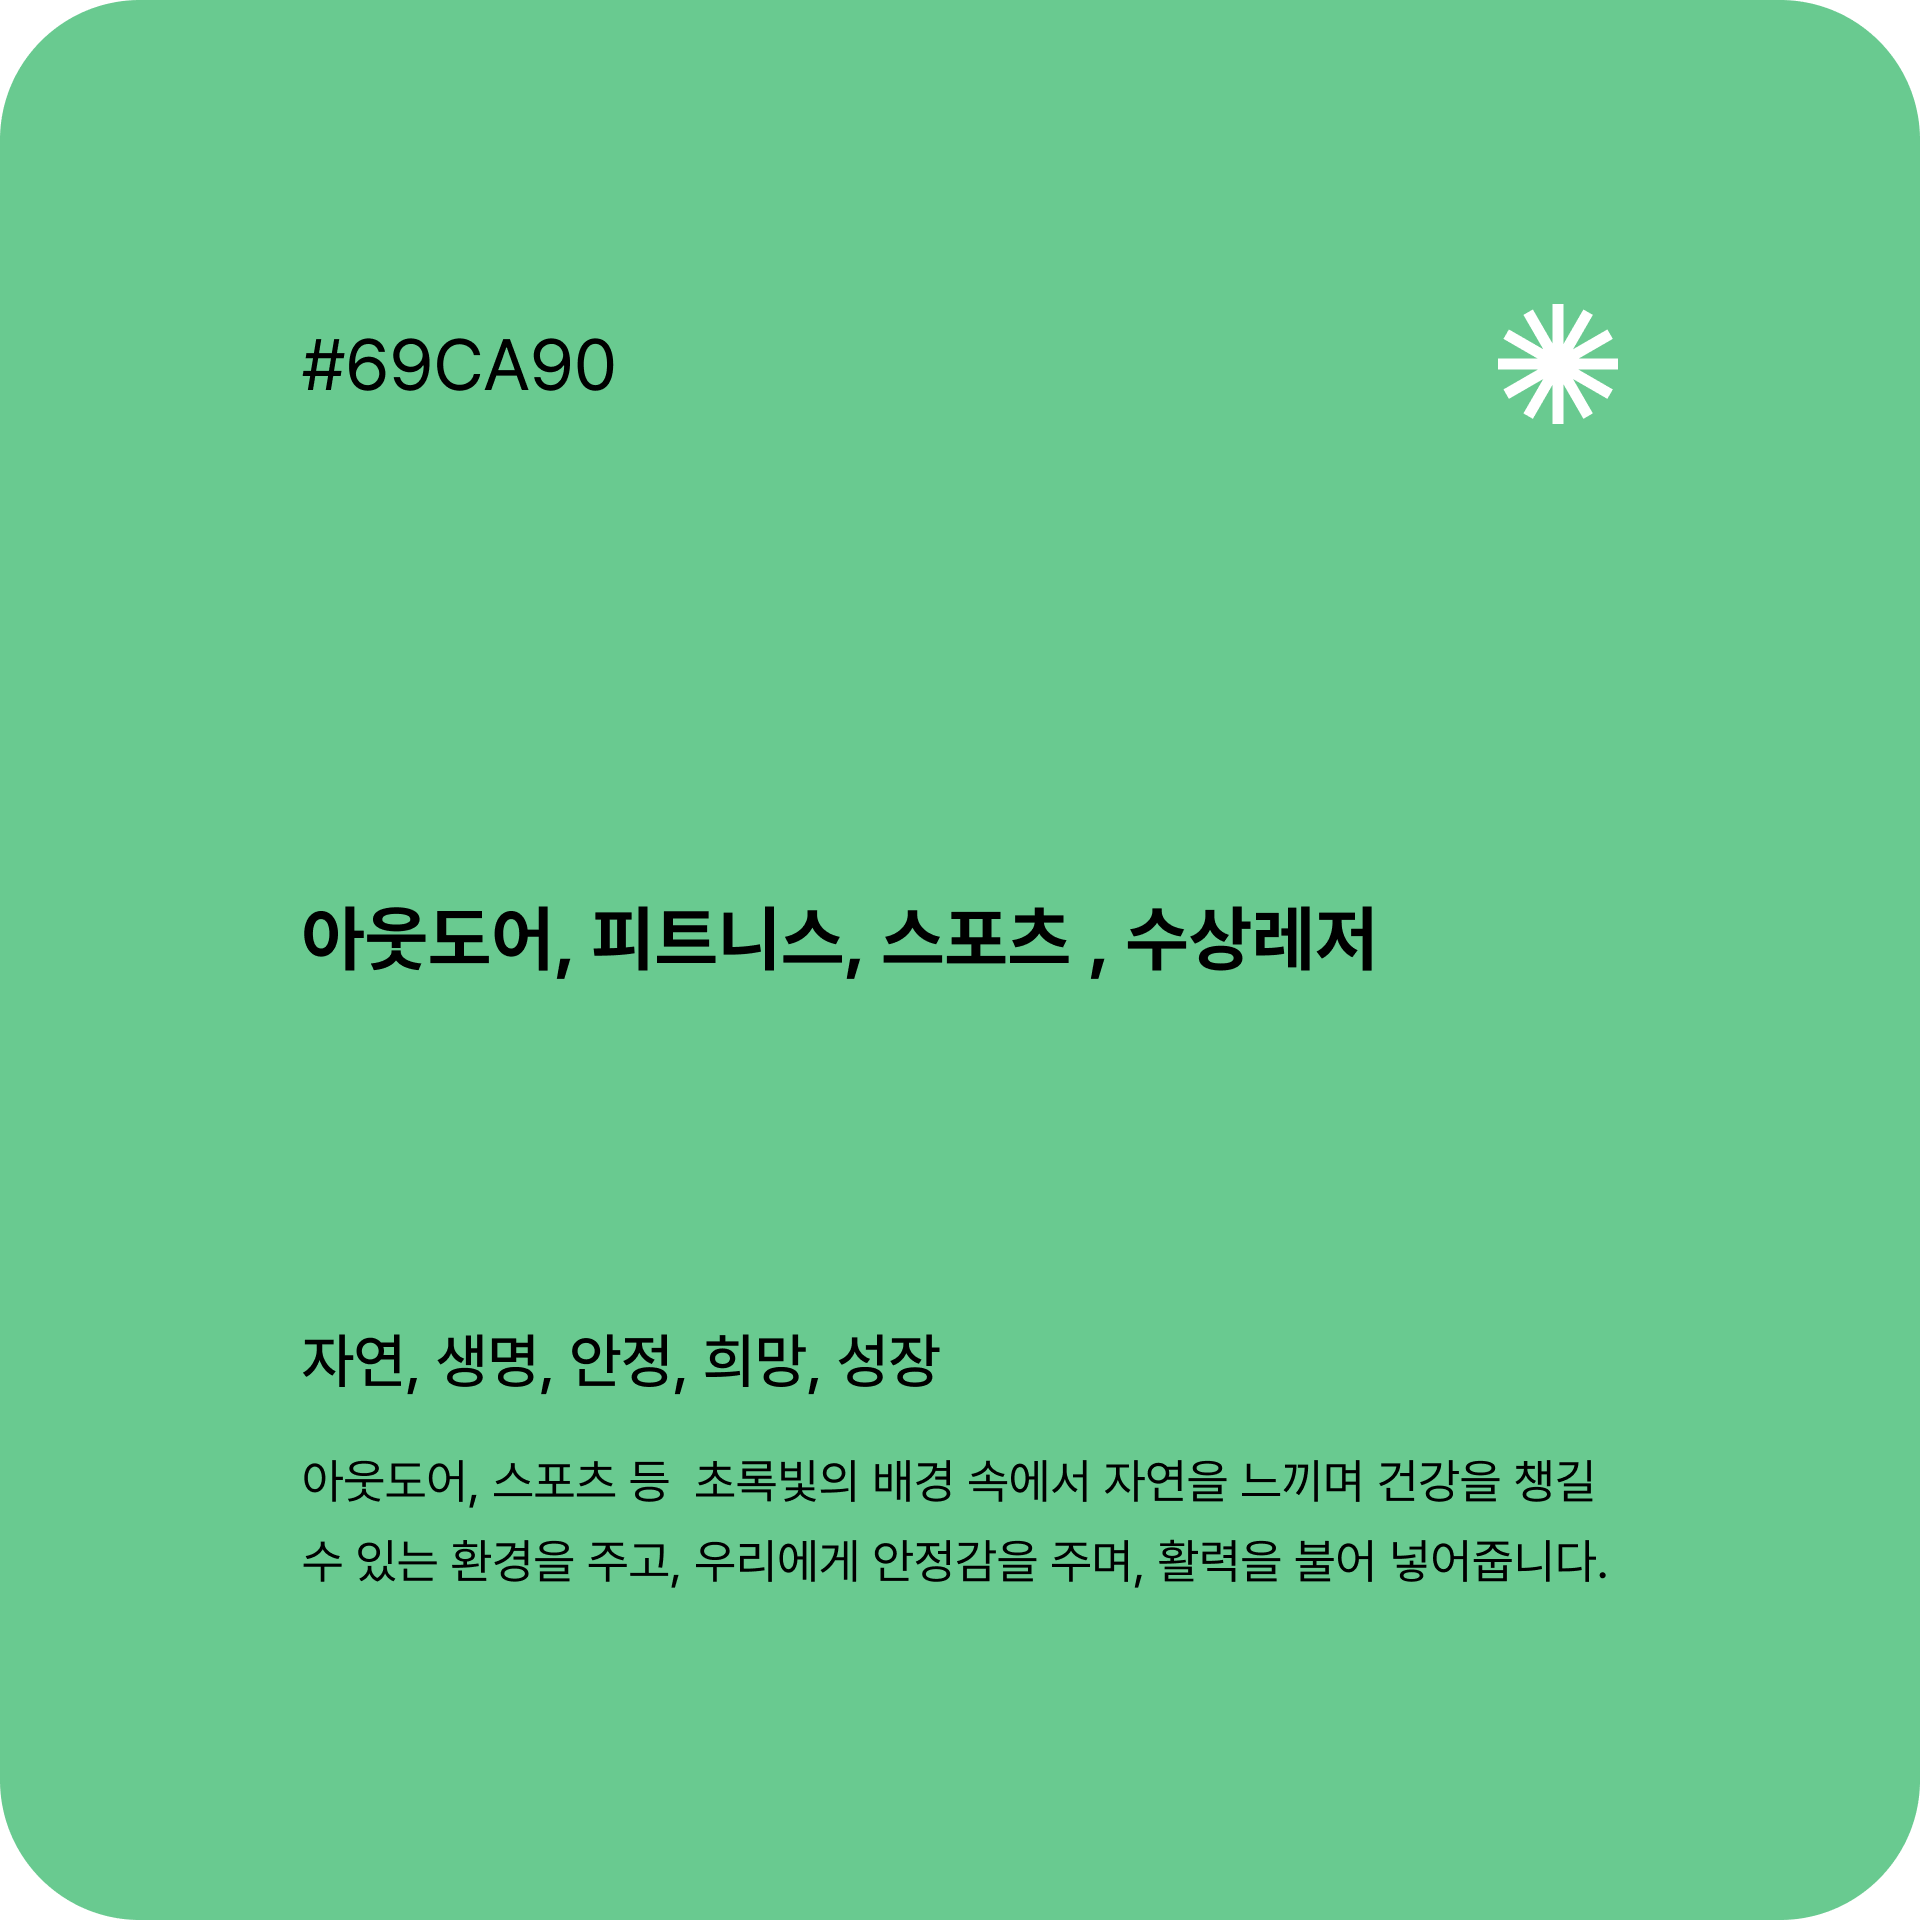 #69CA90
아웃도어, 피트니스, 스포츠 , 수상레저
자연, 생명, 안정, 희망, 성장
아웃도어, 스포츠 등  초록빛의 배경 속에서 자연을 느끼며 건강을 챙길
수 있는 환경을 주고, 우리에게 안정감을 주며, 활력을 불어 넣어줍니다.